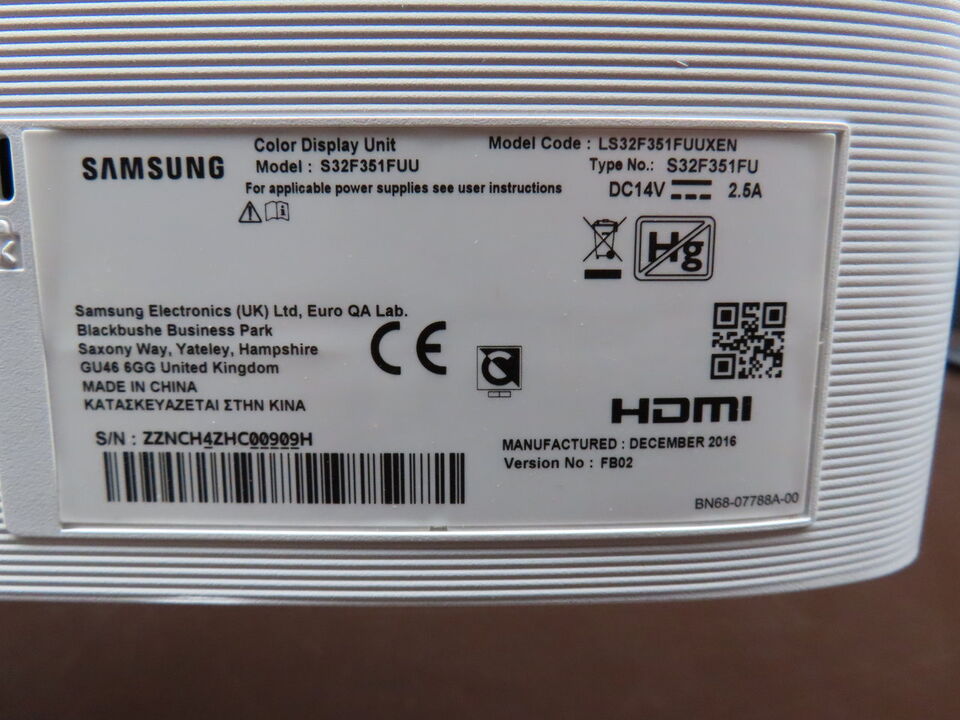 SAMSUNG
Color Display Unit
Model : S32F351FUU
For applicable power supplies see user instructions
Model Code : LS32F351FUUXEN
Type No.: S32F351FU
DC14V 2.5A
Hg
Samsung Electronics (UK) Ltd, Euro QA Lab.
Blackbushe Business Park
Saxony Way, Yateley, Hampshire
GU46 6GG United Kingdom
MADE IN CHINA
ΚΑΤΑΣΚΕΥΑΖΕΤΑΙ ΣΤΗΝ ΚΙΝΑ
CE
HDMI
S/N : ZZNCH4ZHC00909H
MANUFACTURED : DECEMBER 2016
Version No : FB02
BN68-07788A-00